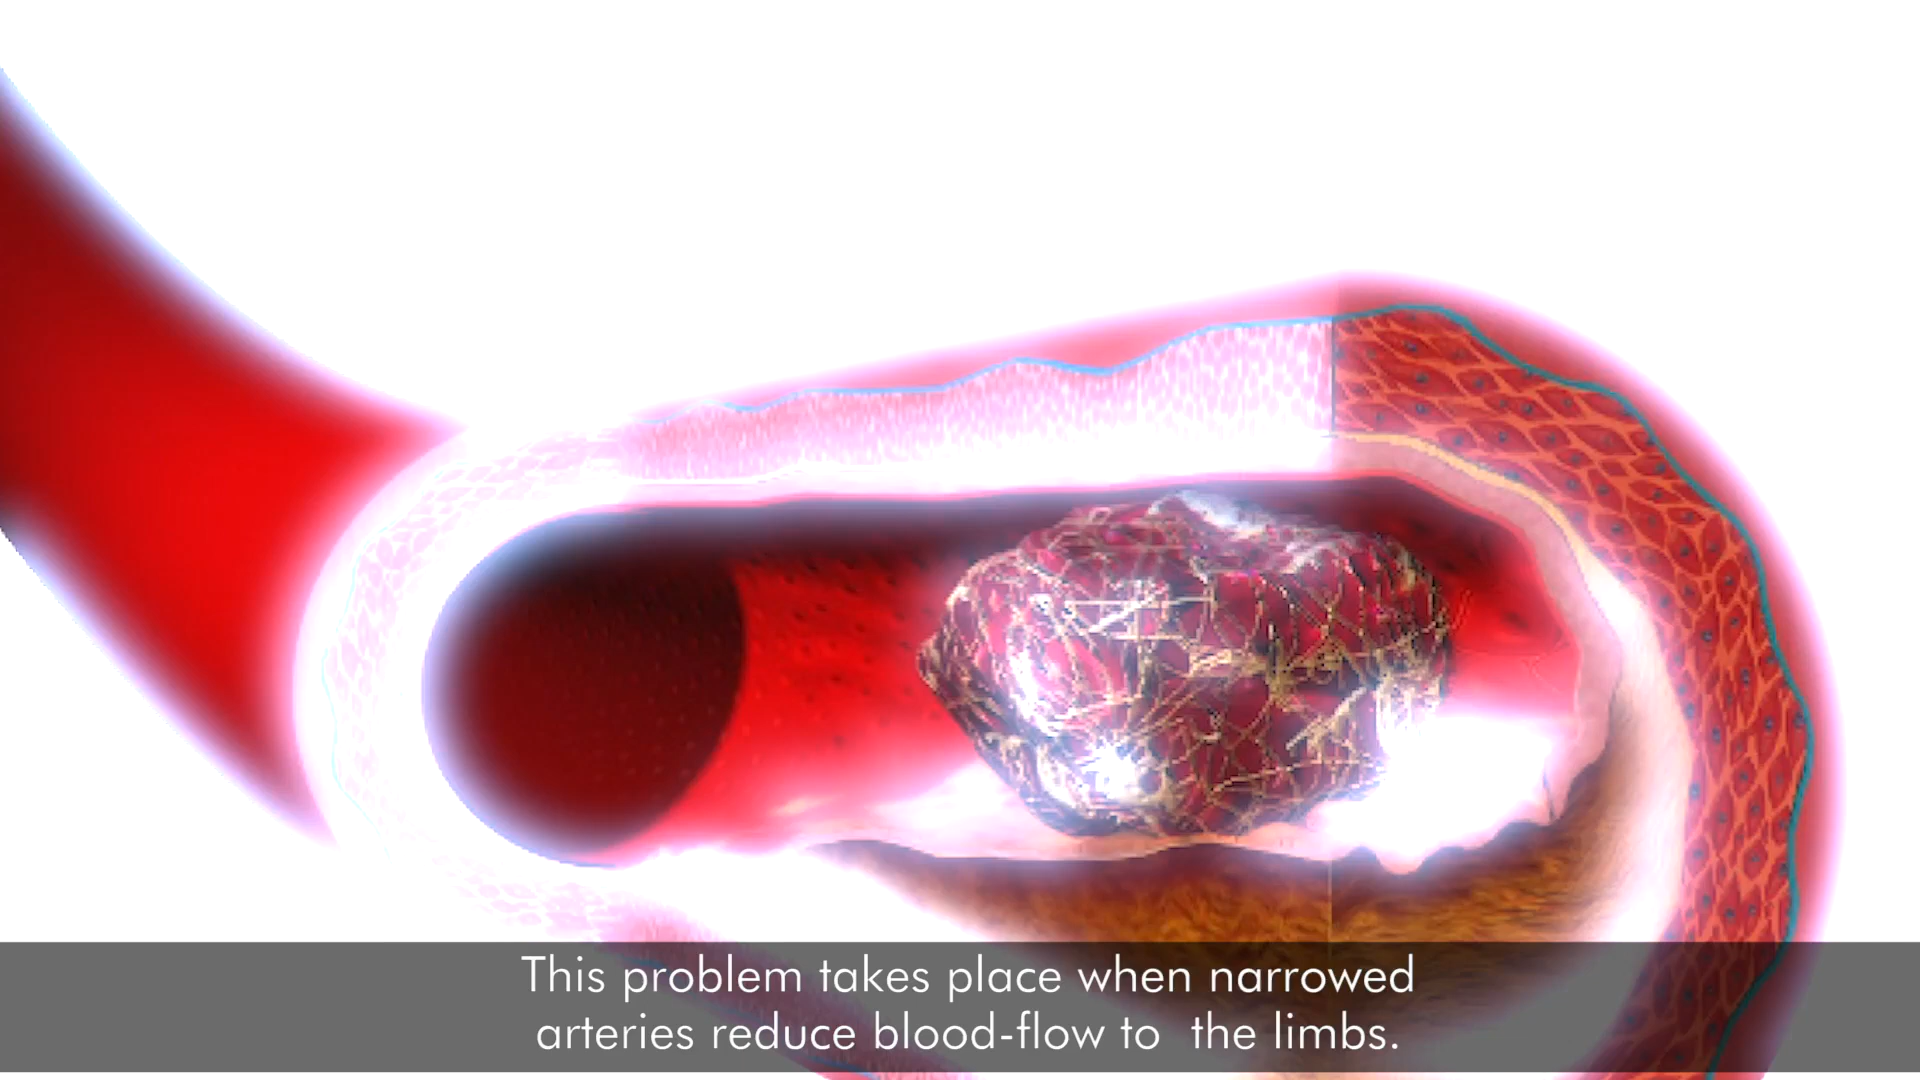 This problem takes place when narrowed
arteries reduce blood-flow to  the limbs.